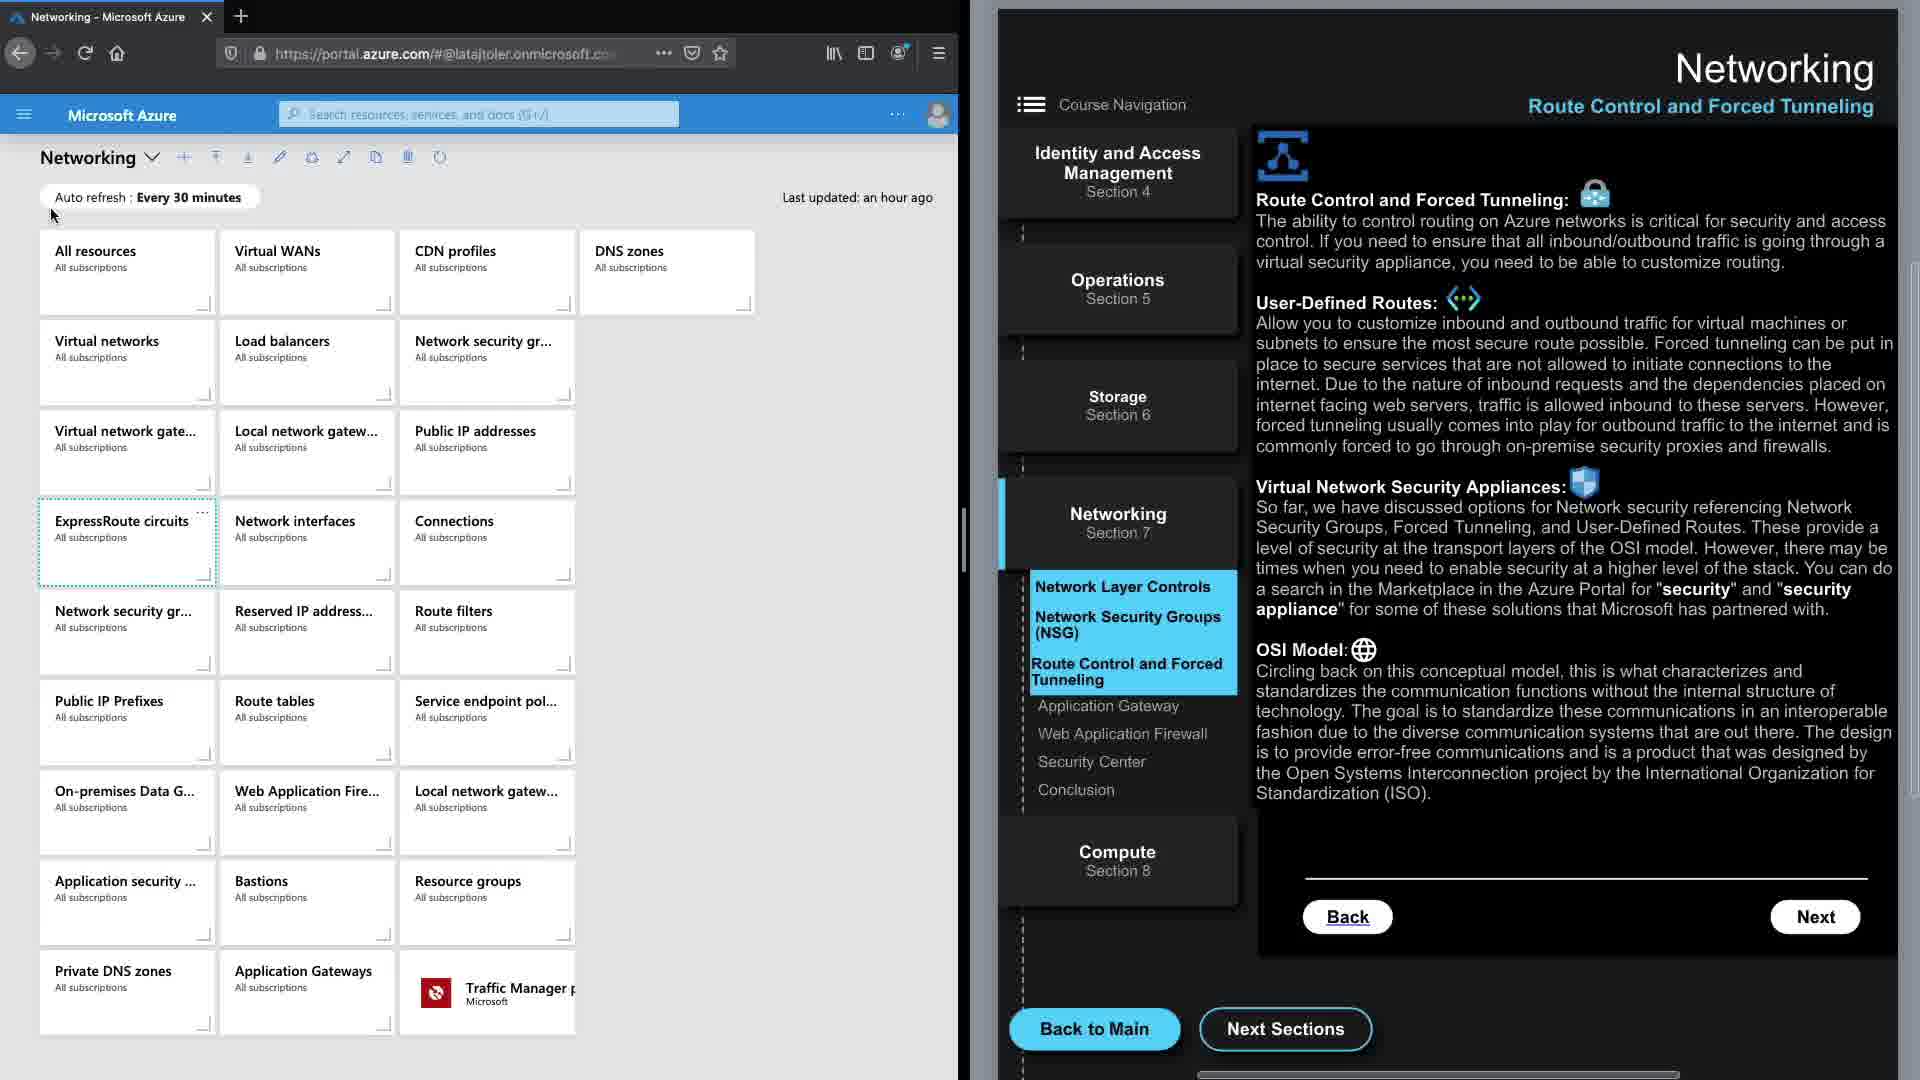 Networking - Microsoft Azure
https://portal.azure.com/#@latajtoler.onmicrosoft.co
Microsoft Azure
Search resources, services, and docs (G+/)
Networking
Auto refresh : Every 30 minutes
Last updated: an hour ago
All resources
All subscriptions
Virtual WANs
All subscriptions
CDN profiles
All subscriptions
DNS zones
All subscriptions
Virtual networks
All subscriptions
Load balancers
All subscriptions
Network security gr...
All subscriptions
Virtual network gate...
All subscriptions
Local network gatew...
All subscriptions
Public IP addresses
All subscriptions
ExpressRoute circuits
All subscriptions
Network interfaces
All subscriptions
Connections
All subscriptions
Network security gr...
All subscriptions
Reserved IP address...
All subscriptions
Route filters
All subscriptions
Public IP Prefixes
All subscriptions
Route tables
All subscriptions
Service endpoint pol...
All subscriptions
On-premises Data G...
All subscriptions
Web Application Fire...
All subscriptions
Local network gatew...
All subscriptions
Application security ...
All subscriptions
Bastions
All subscriptions
Resource groups
All subscriptions
Private DNS zones
All subscriptions
Application Gateways
All subscriptions
Traffic Manager p
Microsoft
Networking
Route Control and Forced Tunneling
Course Navigation
Identity and Access
Management
Section 4
Operations
Section 5
Storage
Section 6
Networking
Section 7
Network Layer Controls
Network Security Groups
(NSG)
Route Control and Forced
Tunneling
Application Gateway
Web Application Firewall
Security Center
Conclusion
Compute
Section 8
Route Control and Forced Tunneling:
The ability to control routing on Azure networks is critical for security and access
control. If you need to ensure that all inbound/outbound traffic is going through a
virtual security appliance, you need to be able to customize routing.
User-Defined Routes:
Allow you to customize inbound and outbound traffic for virtual machines or
subnets to ensure the most secure route possible. Forced tunneling can be put in
place to secure services that are not allowed to initiate connections to the
internet. Due to the nature of inbound requests and the dependencies placed on
internet facing web servers, traffic is allowed inbound to these servers. However,
forced tunneling usually comes into play for outbound traffic to the internet and is
commonly forced to go through on-premise security proxies and firewalls.
Virtual Network Security Appliances:
So far, we have discussed options for Network security referencing Network
Security Groups, Forced Tunneling, and User-Defined Routes. These provide a
level of security at the transport layers of the OSI model. However, there may be
times when you need to enable security at a higher level of the stack. You can do
a search in the Marketplace in the Azure Portal for "security" and "security
appliance" for some of these solutions that Microsoft has partnered with.
OSI Model:
Circling back on this conceptual model, this is what characterizes and
standardizes the communication functions without the internal structure of
technology. The goal is to standardize these communications in an interoperable
fashion due to the diverse communication systems that are out there. The design
is to provide error-free communications and is a product that was designed by
the Open Systems Interconnection project by the International Organization for
Standardization (ISO).
Back
Next
Back to Main
Next Sections